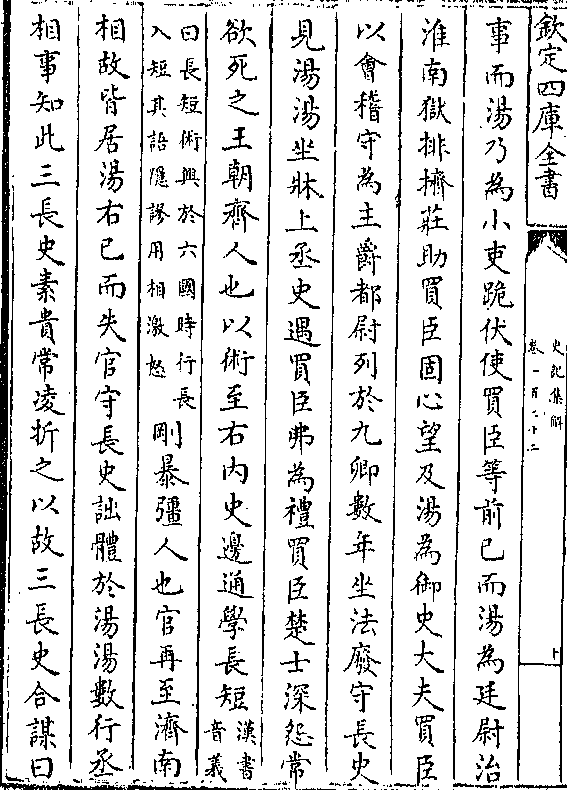 欽定四庫全書
史記集解
卷一百二十二
事而湯乃為小吏跪伏使買臣等前已而湯為廷尉治
淮南獄排擠莊助買臣固心望及湯為御史大夫買臣
以會稽守為主爵都尉列於九卿數年坐法廢守長史
見湯湯坐牀上丞史遇買臣弗為禮買臣楚士深怨常
欲死之王朝齊人也以術至右內史邊通學長短漢書音義
曰長短術興於六國時行長入短其語隱謬用相激怒剛暴彊人也官再至濟南
相故皆居湯右已而失官守長史詘體於湯湯數行丞
相事知此三長史素貴常凌折之以故三長史合謀曰